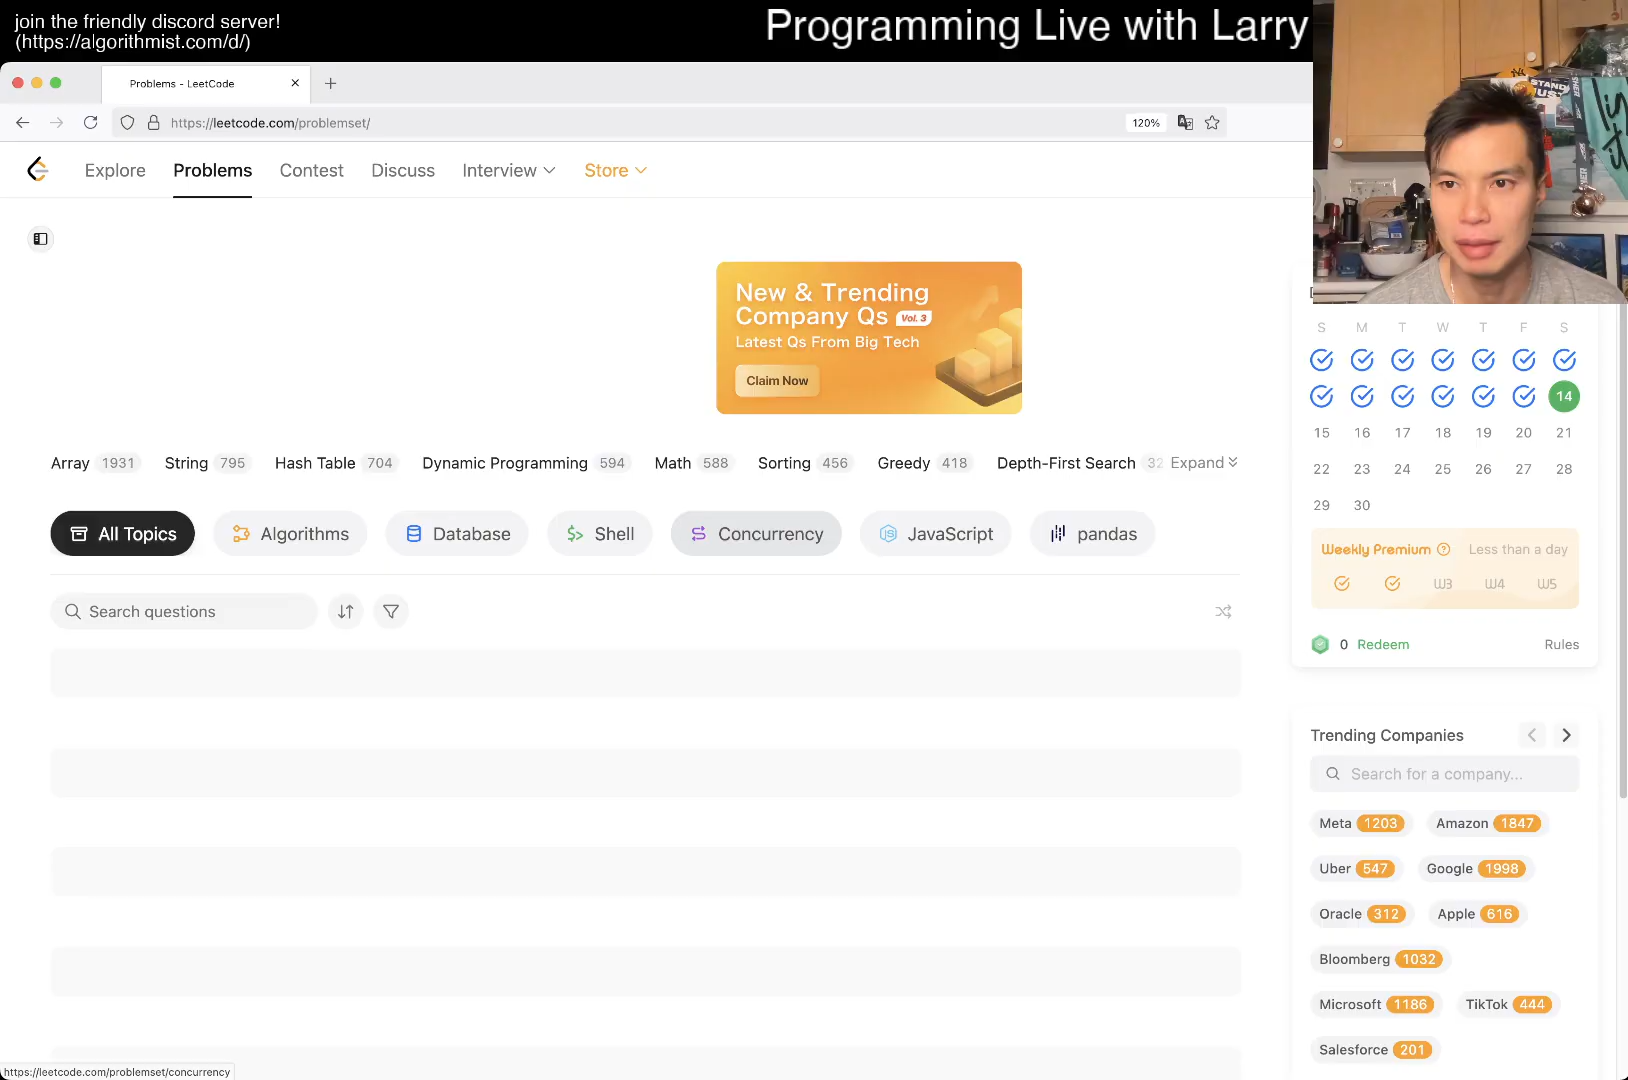 join the friendly discord server!
(https://algorithmist.com/d/)
Programming Live with Larry
Problems - LeetCode
https://leetcode.com/problemset/
120%
Explore Problems Contest Discuss Interview Store
New & Trending
Company Qs Vol. 3
Latest Qs From Big Tech
Claim Now
Array 1931 String 795 Hash Table 704 Dynamic Programming 594 Math 588 Sorting 456 Greedy 418 Depth-First Search 32 Expand
All Topics Algorithms Database Shell Concurrency JavaScript pandas
Search questions
S M T W T F S
14
15 16 17 18 19 20 21
22 23 24 25 26 27 28
29 30
Weekly Premium ? Less than a day
W3 W4 W5
0 Redeem Rules
Trending Companies
Search for a company...
Meta 1203 Amazon 1847
Uber 547 Google 1998
Oracle 312 Apple 616
Bloomberg 1032
Microsoft 1186 TikTok 444
Salesforce 201
https://leetcode.com/problemset/concurrency
STAND